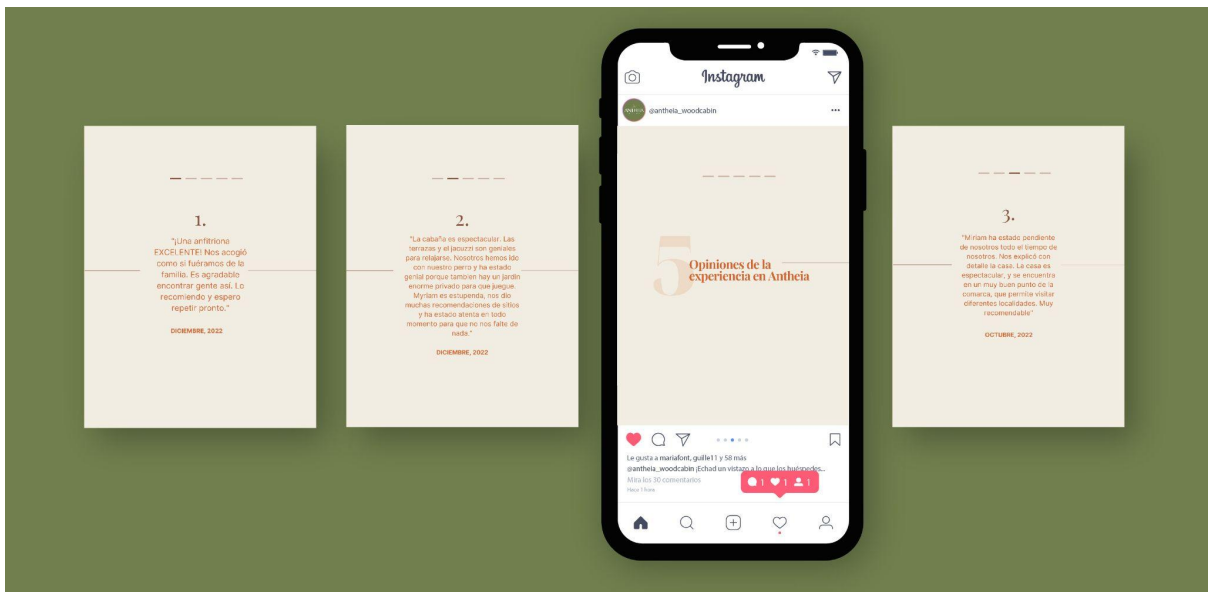 1.
"¡Una anfitriona
EXCELENTE! Nos acogió
como si fuéramos de la
familia. Es agradable
encontrar gente así. Lo
recomiendo y espero
repetir pronto."
DICIEMBRE, 2022
2.
"La cabaña es espectacular. Las
terrazas y el jacuzzi son geniales
para relajarse. Nosotros hemos ido
con nuestro perro y ha estado
genial porque tambien hay un jardín
enorme privado para que juegue.
Myriam es estupenda, nos dio
muchas recomendaciones de sitios
y ha estado atenta en todo
momento para que no nos falte de
nada."
DICIEMBRE, 2022
Instagram
ANTHEIA
@antheia_woodcabin
5
Opiniones de la
experiencia en Antheia
Le gusta a mariafont, guille11 y 58 más
@antheia_woodcabin ¡Echad un vistazo a lo que los huéspedes...
Mira los 30 comentarios
Hace 1 hora
1 1 1
3.
"Miriam ha estado pendiente
de nosotros todo el tiempo de
nosotros. Nos explicó con
detalle la casa. La casa es
espectacular, y se encuentra
en un muy buen punto de la
comarca, que permite visitar
diferentes localidades. Muy
recomendable"
OCTUBRE, 2022